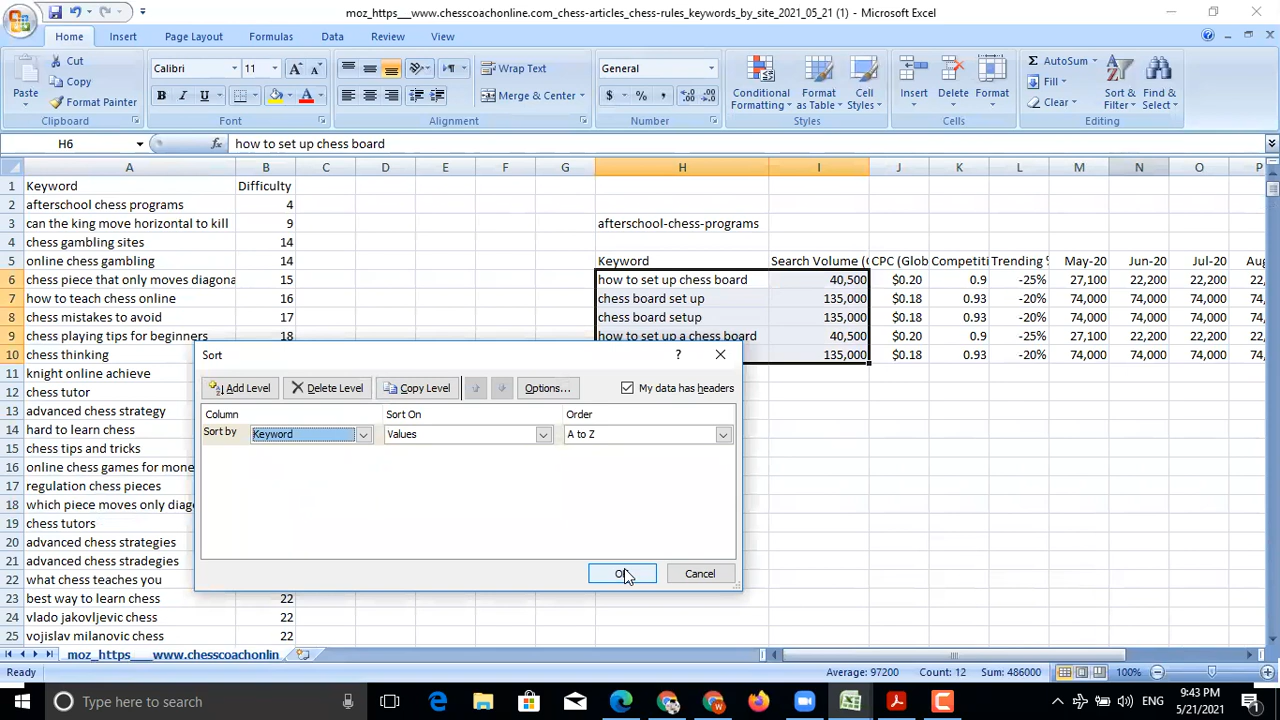 moz_https___www.chesscoachonline.com_chess-articles_chess-rules_keywords_by_site_2021_05_21 (1) - Microsoft Excel
Home Insert Page Layout Formulas Data Review View
Paste Cut Copy Format Painter Clipboard
Calibri 11 B I U A Font
Wrap Text Merge & Center Alignment
General $ % , Number
Conditional Formatting Format as Table Cell Styles Styles
Insert Delete Format Cells
AutoSum Fill Clear Sort & Filter Find & Select Editing
H6 fx how to set up chess board
A B C D E F G H I J K L M N O P
1 Keyword Difficulty
2 afterschool chess programs 4
3 can the king move horizontal to kill 9 afterschool-chess-programs
4 chess gambling sites 14
5 online chess gambling 14 Keyword Search Volume (G CPC (Glob Competiti Trending % May-20 Jun-20 Jul-20 Aug
6 chess piece that only moves diagona 15 how to set up chess board 40,500 $0.20 0.9 -25% 27,100 22,200 22,200 22,
7 how to teach chess online 16 chess board set up 135,000 $0.18 0.93 -20% 74,000 74,000 74,000 74,
8 chess mistakes to avoid 17 chess board setup 135,000 $0.18 0.93 -20% 74,000 74,000 74,000 74,
9 chess playing tips for beginners 18 how to set up a chess board 40,500 $0.20 0.9 -25% 27,100 22,200 22,200 22,
10 chess thinking 135,000 $0.18 0.93 -20% 74,000 74,000 74,000 74,
11 knight online achieve
12 chess tutor
13 advanced chess strategy
14 hard to learn chess
15 chess tips and tricks
16 online chess games for mone
17 regulation chess pieces
18 which piece moves only diag
19 chess tutors
20 advanced chess strategies
21 advanced chess stradegies
22 what chess teaches you
23 best way to learn chess 22
24 vlado jakovljevic chess 22
25 vojislav milanovic chess 22
Sort ?
Add Level Delete Level Copy Level Options... My data has headers
Column Sort On Order
Sort by Keyword Values A to Z
Cancel
moz_https___www.chesscoachonlin
Ready Average: 97200 Count: 12 Sum: 486000 100%
Type here to search ENG 9:43 PM
5/21/2021